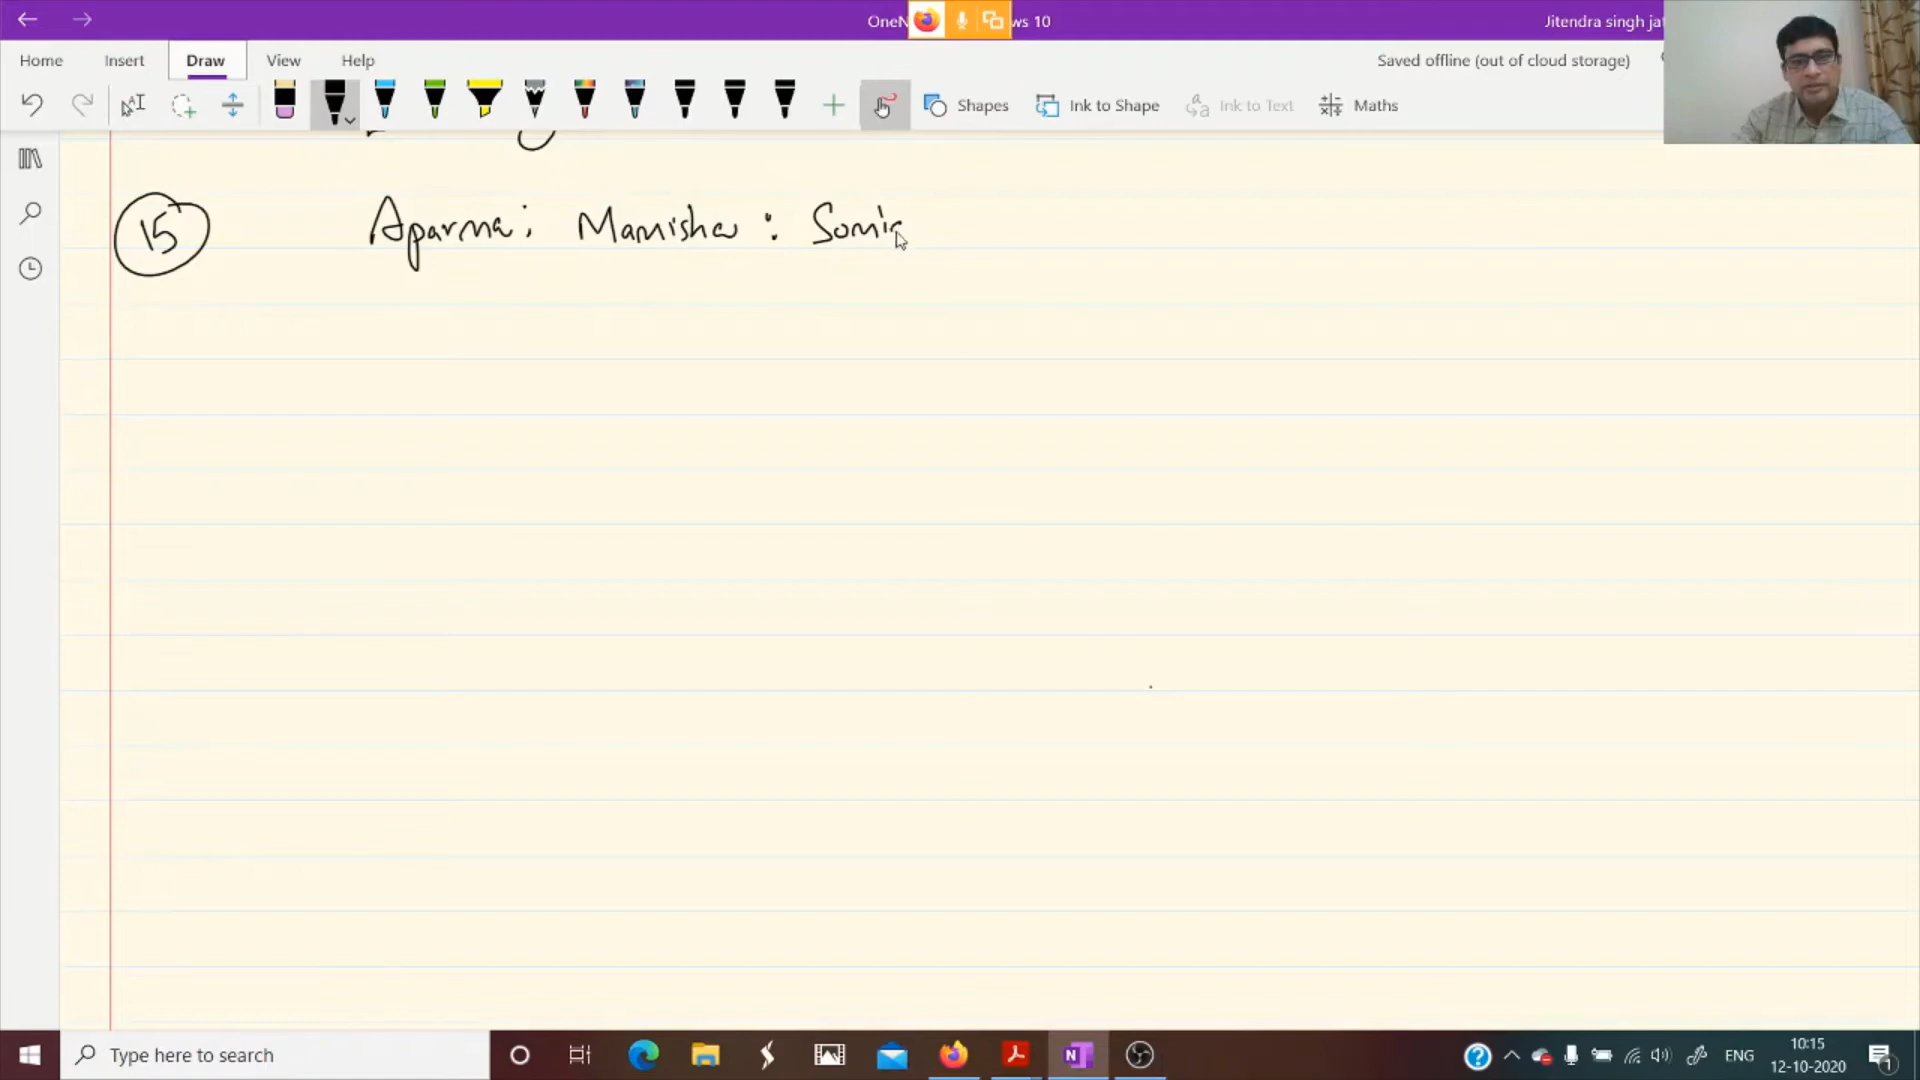 OneN ws 10 Jitendra singh jat
Home Insert Draw View Help Saved offline (out of cloud storage)
Shapes Ink to Shape Ink to Text Maths
15 Aparna : Manisha : Sonia
Type here to search ENG 10:15
12-10-2020 1